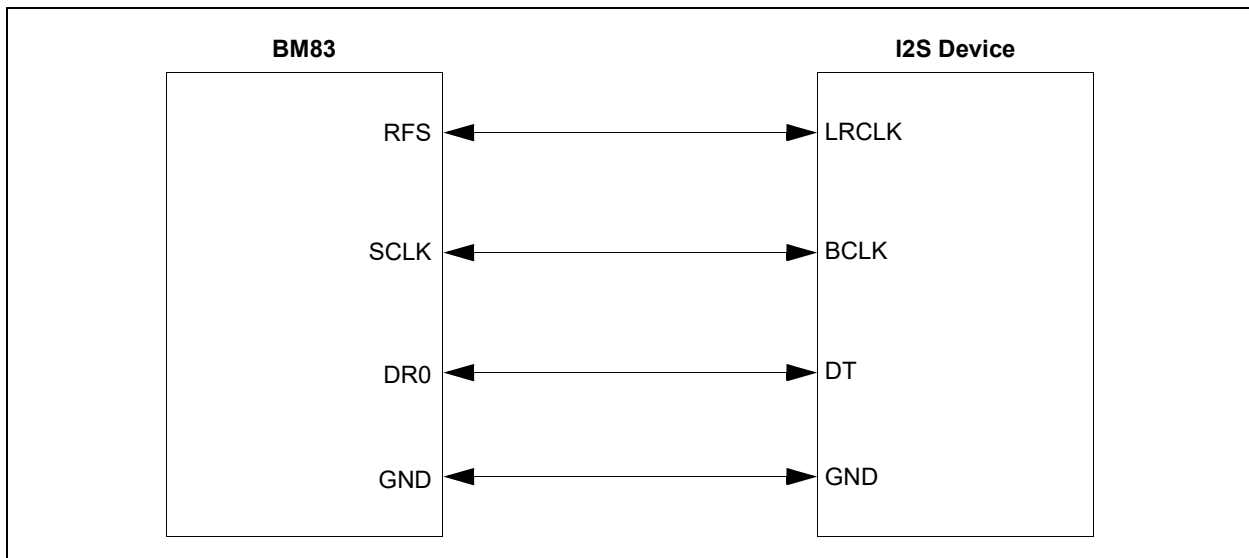 BM83 I2S Device
RFS LRCLK
SCLK BCLK
DR0 DT
GND GND